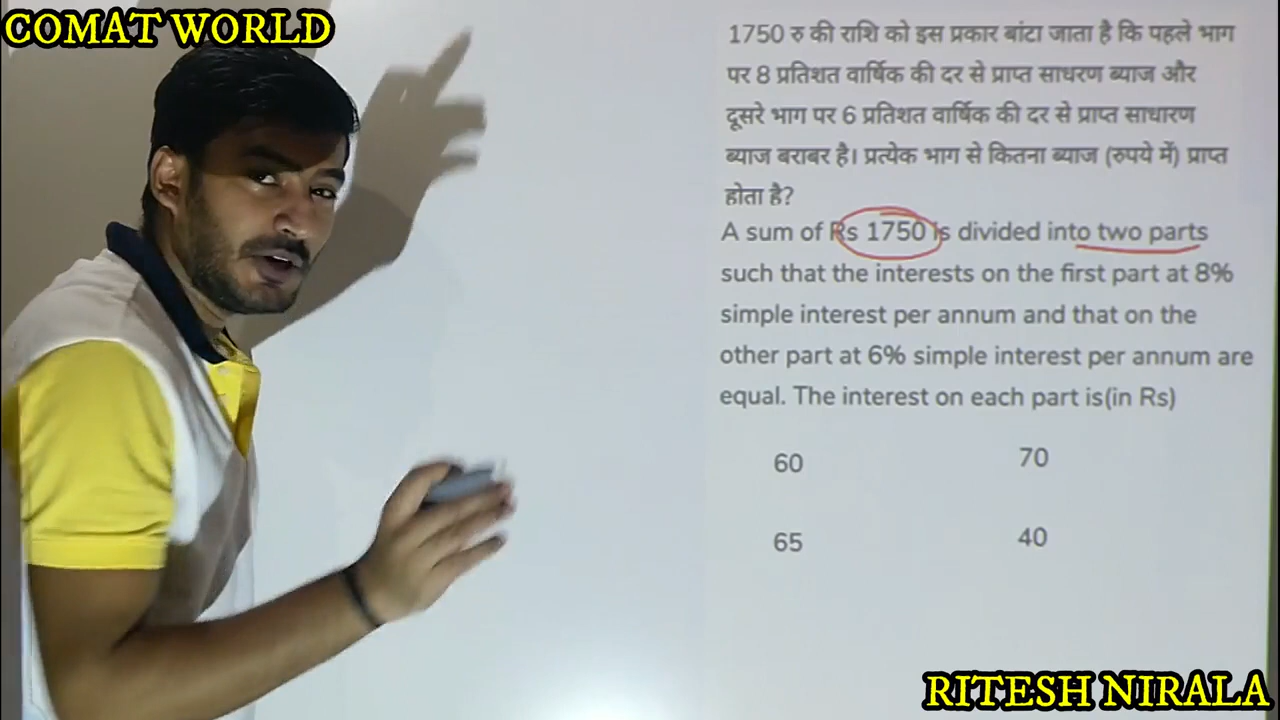 COMAT WORLD
1750 रु की राशि को इस प्रकार बांटा जाता है कि पहले भाग
पर 8 प्रतिशत वार्षिक की दर से प्राप्त साधरण ब्याज और
दूसरे भाग पर 6 प्रतिशत वार्षिक की दर से प्राप्त साधारण
ब्याज बराबर है। प्रत्येक भाग से कितना ब्याज (रुपये में) प्राप्त
होता है?
A sum of Rs 1750 is divided into two parts
such that the interests on the first part at 8%
simple interest per annum and that on the
other part at 6% simple interest per annum are
equal. The interest on each part is(in Rs)
60 70
65 40
RITESH NIRALA